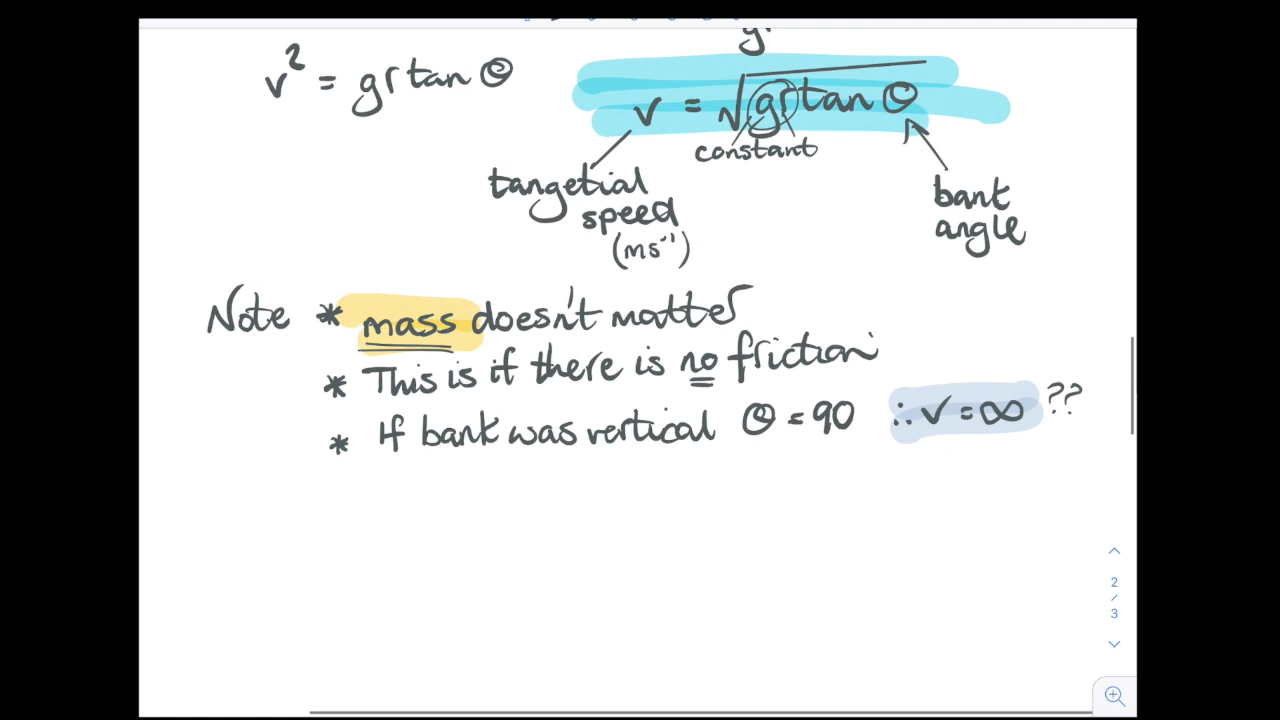 gr
v² = gr tan θ
v = √gr tan θ
constant
tangetial
speed
(ms⁻¹)
bank
angle
Note * mass doesn't matter
* This is if there is no friction
* If bank was vertical θ = 90 ∴ v = ∞ ??
2
/
3